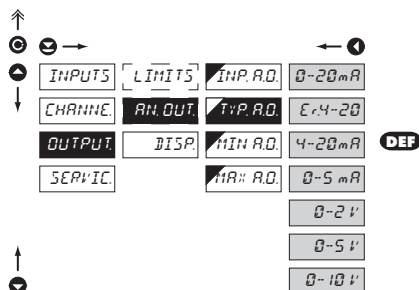 INPUTS LIMITS INP. A.O. 0-20mA
CHANNE. AN. OUT. TYP. A.O. Er.4-20
OUTPUT. DISP. MIN A.O. 4-20mA DEF
SERVIC. MAX A.O. 0-5 mA
0-2 V
0-5 V
0-10 V